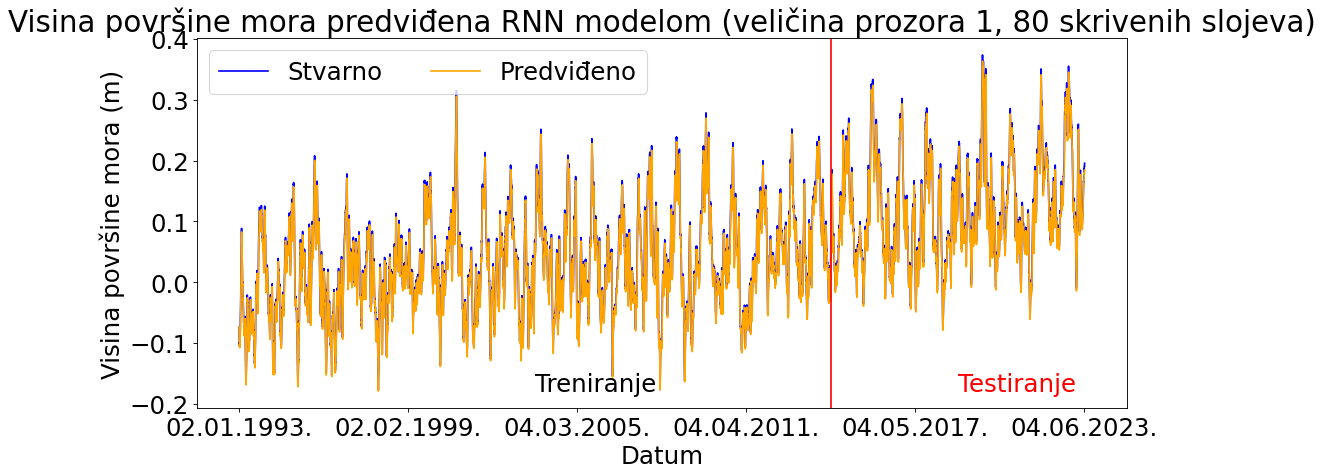 Visina površine mora predviđena RNN modelom (veličina prozora 1, 80 skrivenih slojeva)
Stvarno Predviđeno
Visina površine mora (m)
0.4
0.3
0.2
0.1
0.0
−0.1
−0.2
Treniranje Testiranje
02.01.1993. 02.02.1999. 04.03.2005. 04.04.2011. 04.05.2017. 04.06.2023.
Datum